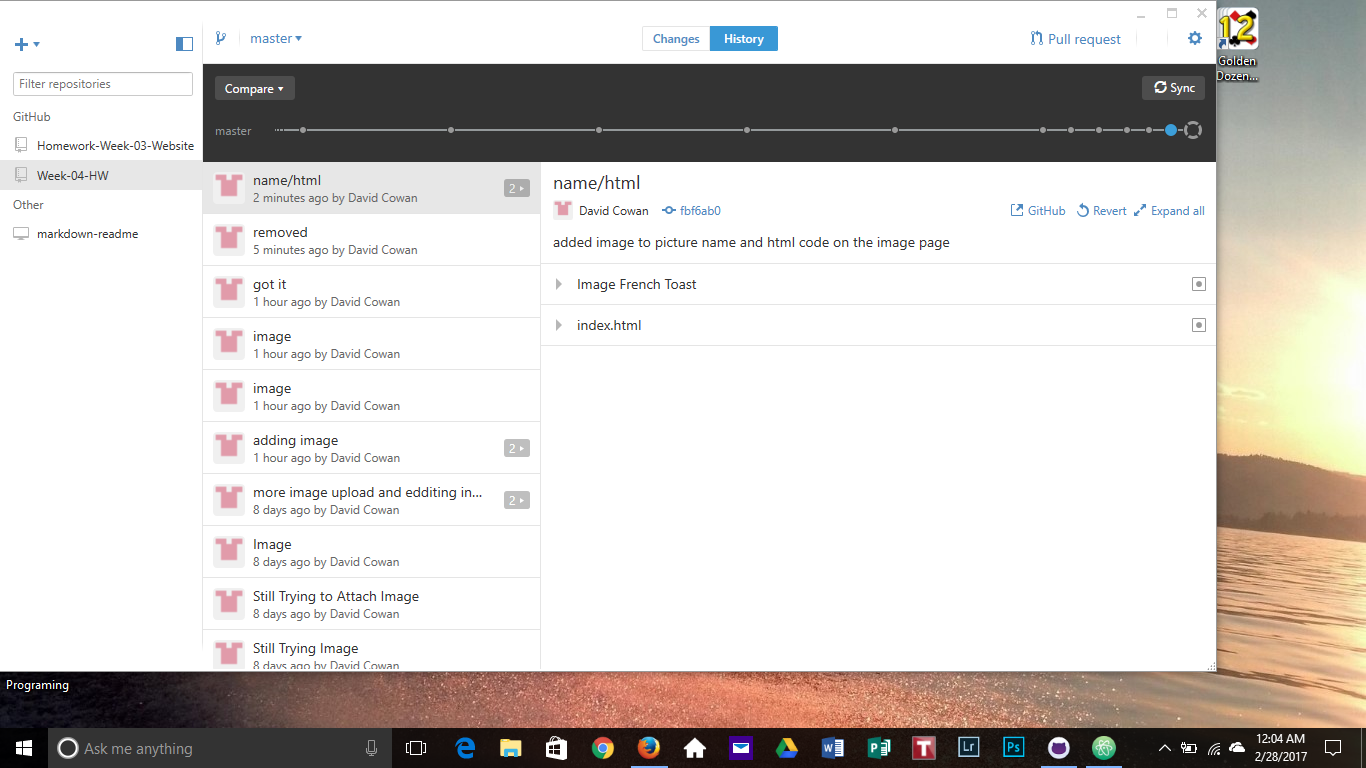 master
Changes
History
Pull request
Filter repositories
GitHub
Homework-Week-03-Website
Week-04-HW
Other
markdown-readme
Compare
Sync
master
name/html
2 minutes ago by David Cowan
2
removed
5 minutes ago by David Cowan
got it
1 hour ago by David Cowan
image
1 hour ago by David Cowan
image
1 hour ago by David Cowan
adding image
1 hour ago by David Cowan
2
more image upload and edditing in...
8 days ago by David Cowan
2
Image
8 days ago by David Cowan
Still Trying to Attach Image
8 days ago by David Cowan
Still Trying Image
8 days ago by David Cowan
name/html
David Cowan
fbf6ab0
GitHub
Revert
Expand all
added image to picture name and html code on the image page
Image French Toast
index.html
12
Golden
Dozen...
Programing
Ask me anything
W
P
T
Lr
Ps
12:04 AM
2/28/2017